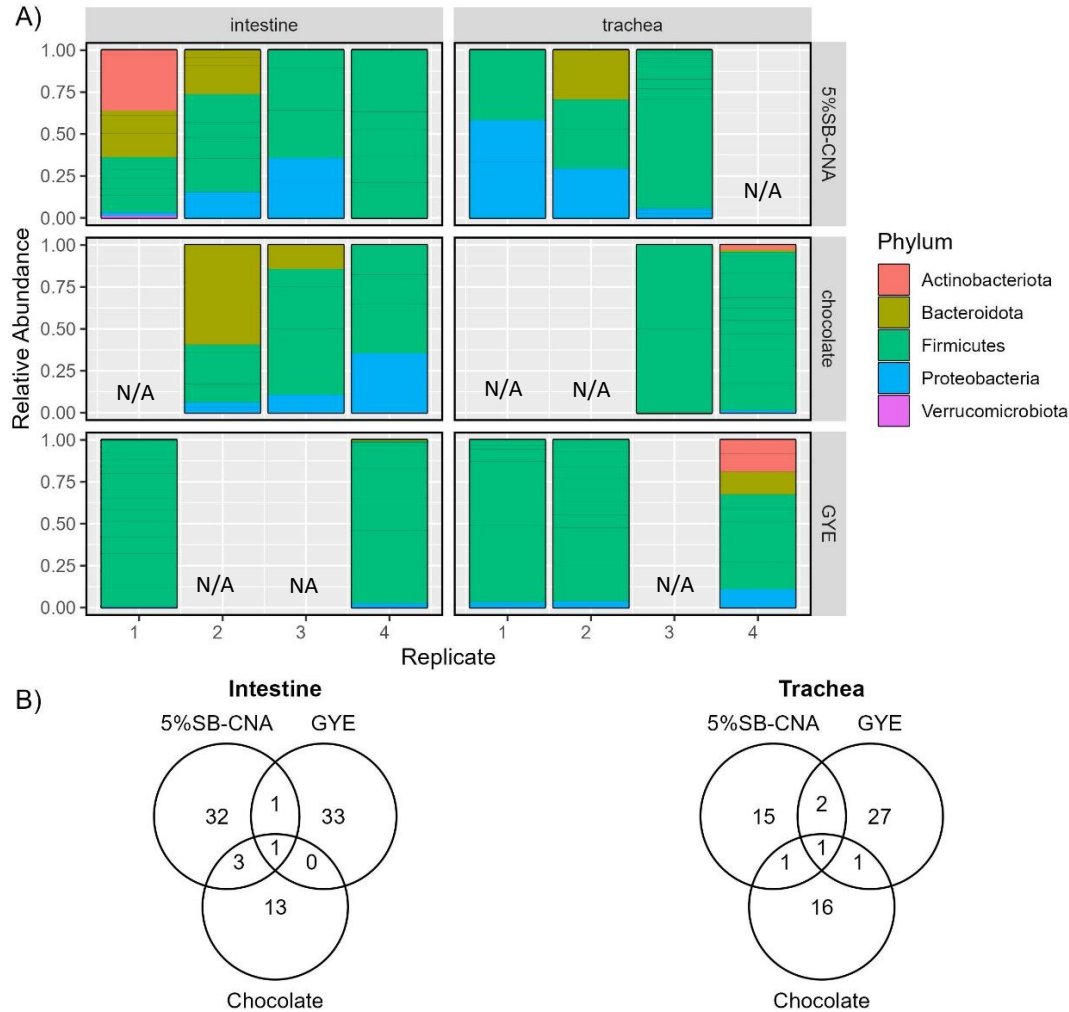 A)
intestine
trachea
Relative Abundance
1.00
0.75
0.50
0.25
0.00
N/A
5%SB-CNA
1.00
0.75
0.50
0.25
0.00
N/A
N/A
N/A
chocolate
1.00
0.75
0.50
0.25
0.00
N/A
NA
N/A
GYE
1 2 3 4
1 2 3 4
Replicate
Phylum
Actinobacteriota
Bacteroidota
Firmicutes
Proteobacteria
Verrucomicrobiota
B)
Intestine
5%SB-CNA GYE
32 1 33
3 1 0
13
Chocolate
Trachea
5%SB-CNA GYE
15 2 27
1 1 1
16
Chocolate